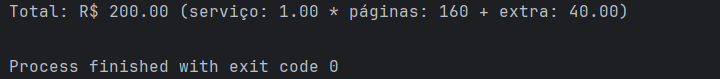 Total: R$ 200.00 (serviço: 1.00 * páginas: 160 + extra: 40.00)
Process finished with exit code 0